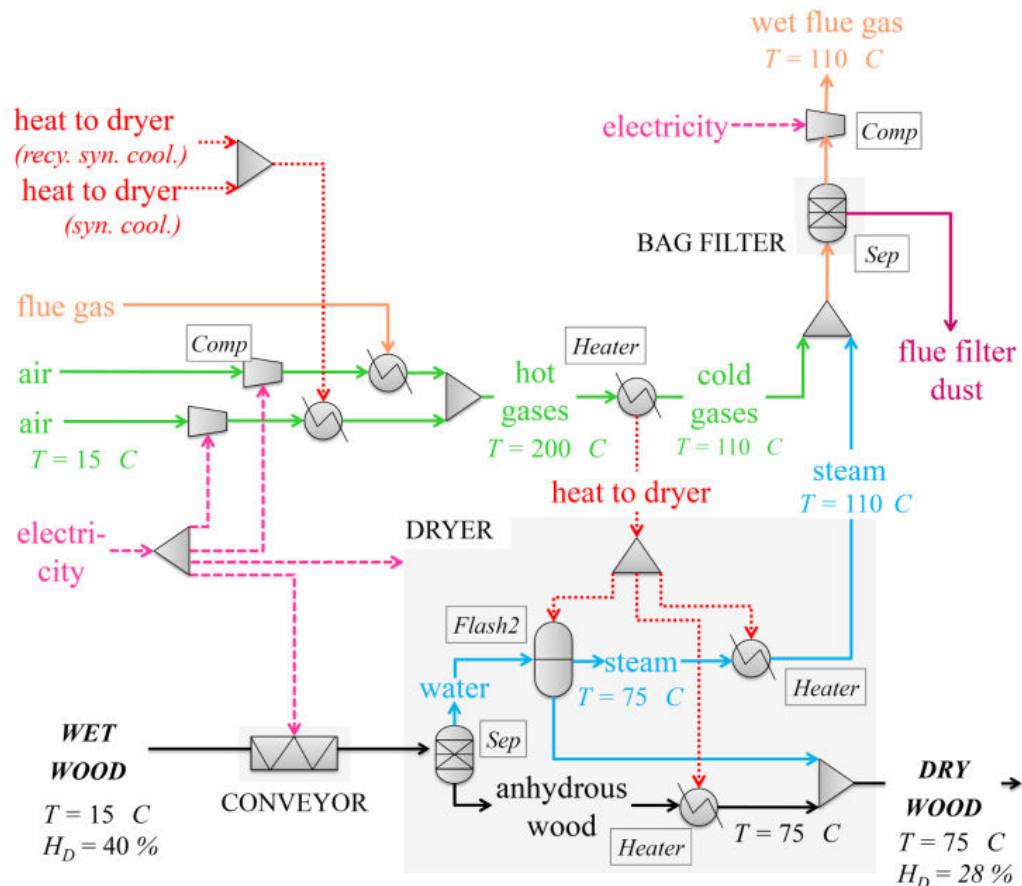 wet flue gas
T = 110 C
heat to dryer
(recy. syn. cool.)
heat to dryer
(syn. cool.)
electricity
Comp
BAG FILTER
Sep
flue gas
Comp
Heater
flue filter
dust
air
hot
gases
T = 200 C
cold
gases
T = 110 C
air
T = 15 C
steam
T = 110 C
heat to dryer
electri-
city
DRYER
Flash2
steam
T = 75 C
Heater
water
Sep
WET
WOOD
T = 15 C
H_D = 40 %
CONVEYOR
anhydrous
wood
Heater
T = 75 C
DRY
WOOD
T = 75 C
H_D = 28 %